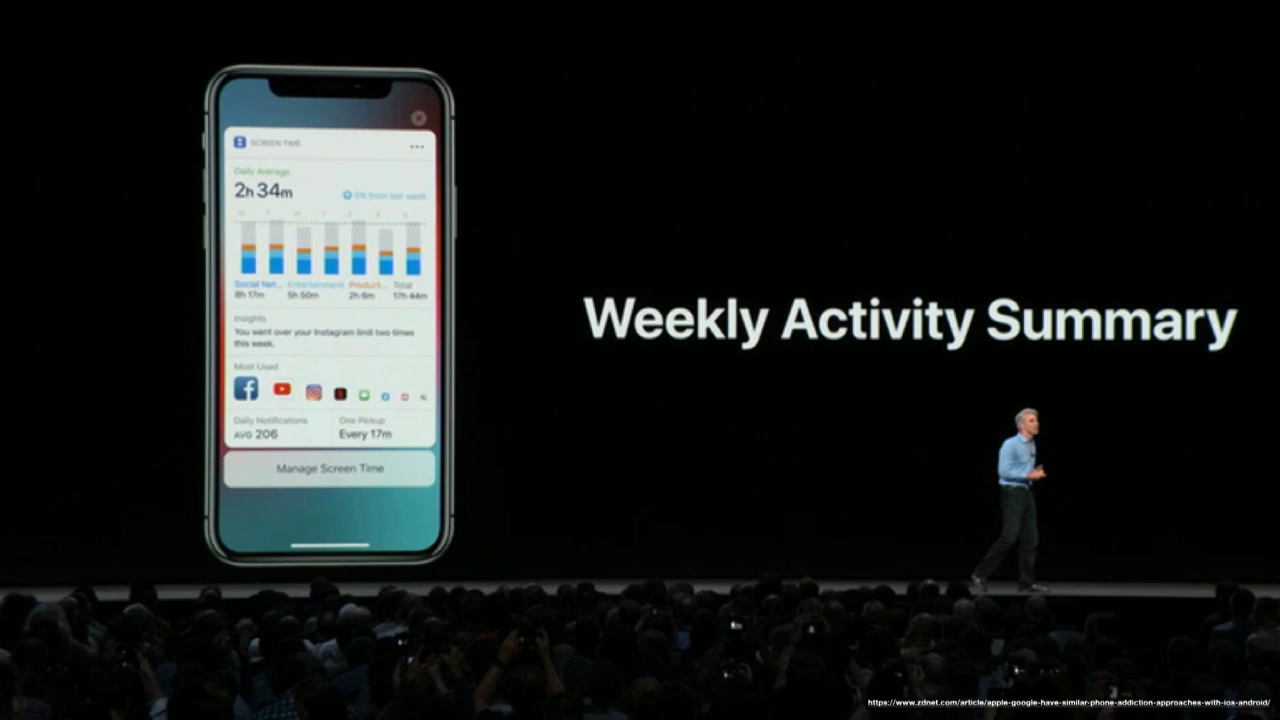 SCREEN TIME
Daily Average
2h 34m
5% from last week
M T W T F S S
Social Net... Entertainment Product... Total
8h 17m 5h 50m 2h 6m 17h 44m
Insights
You went over your Instagram limit two times
this week.
Most Used
Daily Notifications One Pickup
AVG 206 Every 17m
Manage Screen Time
Weekly Activity Summary
https://www.zdnet.com/article/apple-google-have-similar-phone-addiction-approaches-with-ios-android/